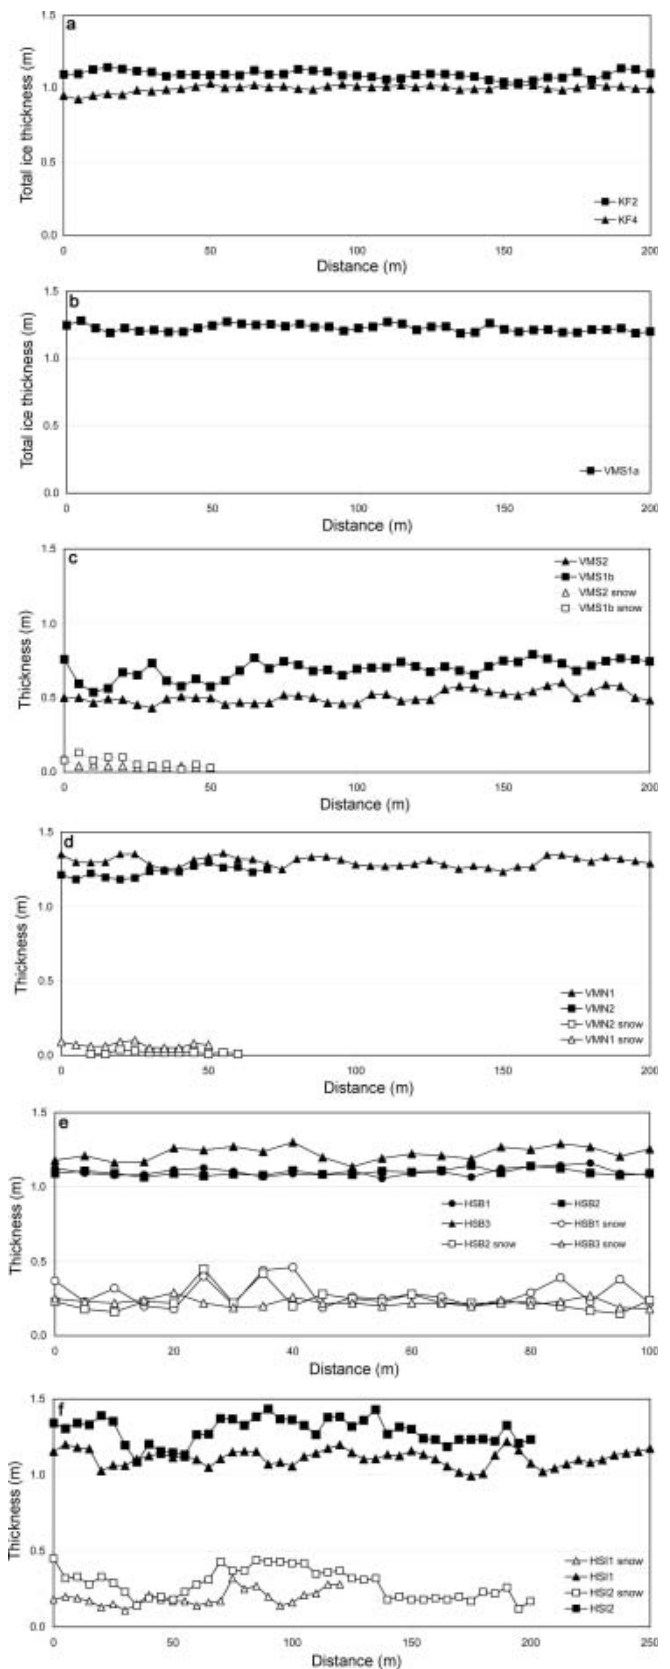 a
1.5
1.0
0.5
0.0
Total ice thickness (m)
KF2
KF4
0 50 100 150 200
Distance (m)
b
1.5
1.0
0.5
0.0
Total ice thickness (m)
VMS1a
0 50 100 150 200
Distance (m)
c
1.5
1.0
0.5
0.0
Thickness (m)
VMS2
VMS1b
VMS2 snow
VMS1b snow
0 50 100 150 200
Distance (m)
d
1.5
1.0
0.5
0.0
Thickness (m)
VMN1
VMN2
VMN2 snow
VMN1 snow
0 50 100 150 200
Distance (m)
e
1.5
1.0
0.5
0.0
Thickness (m)
HSB1 HSB2
HSB3 HSB1 snow
HSB2 snow HSB3 snow
0 20 40 60 80 100
Distance (m)
f
1.5
1.0
0.5
0.0
Thickness (m)
HSI1 snow
HSI1
HSI2 snow
HSI2
0 50 100 150 200 250
Distance (m)